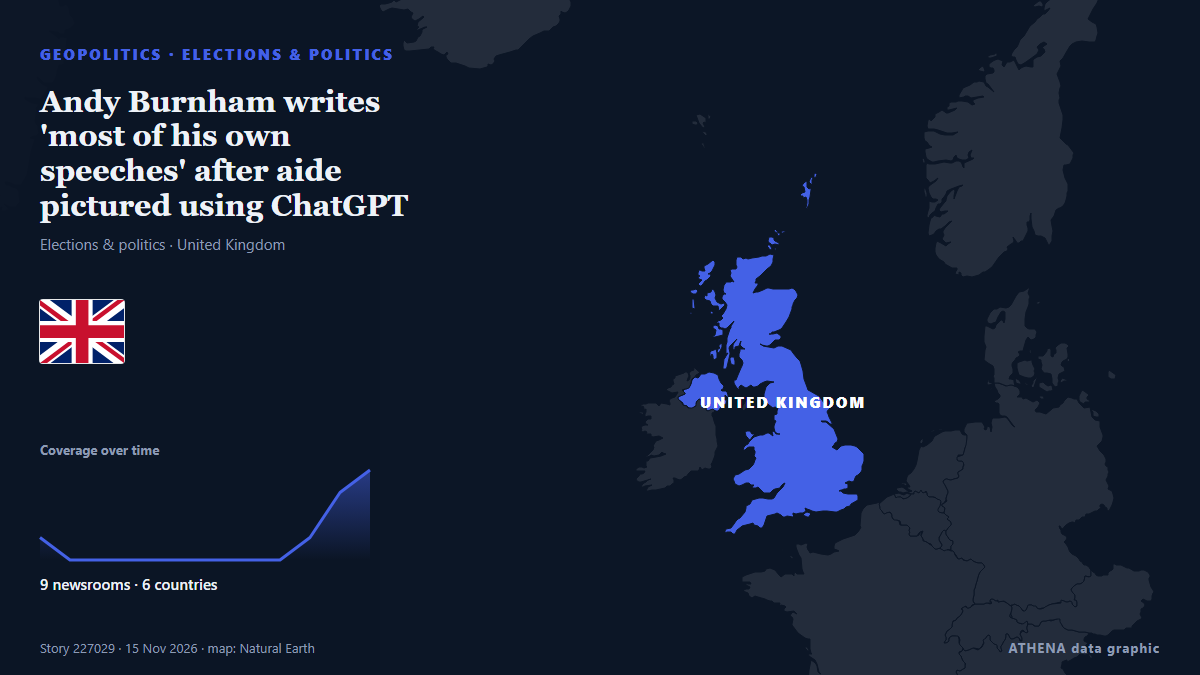 GEOPOLITICS · ELECTIONS & POLITICS
Andy Burnham writes
'most of his own
speeches' after aide
pictured using ChatGPT
Elections & politics · United Kingdom
UNITED KINGDOM
Coverage over time
9 newsrooms · 6 countries
Story 227029 · 15 Nov 2026 · map: Natural Earth
ATHENA data graphic